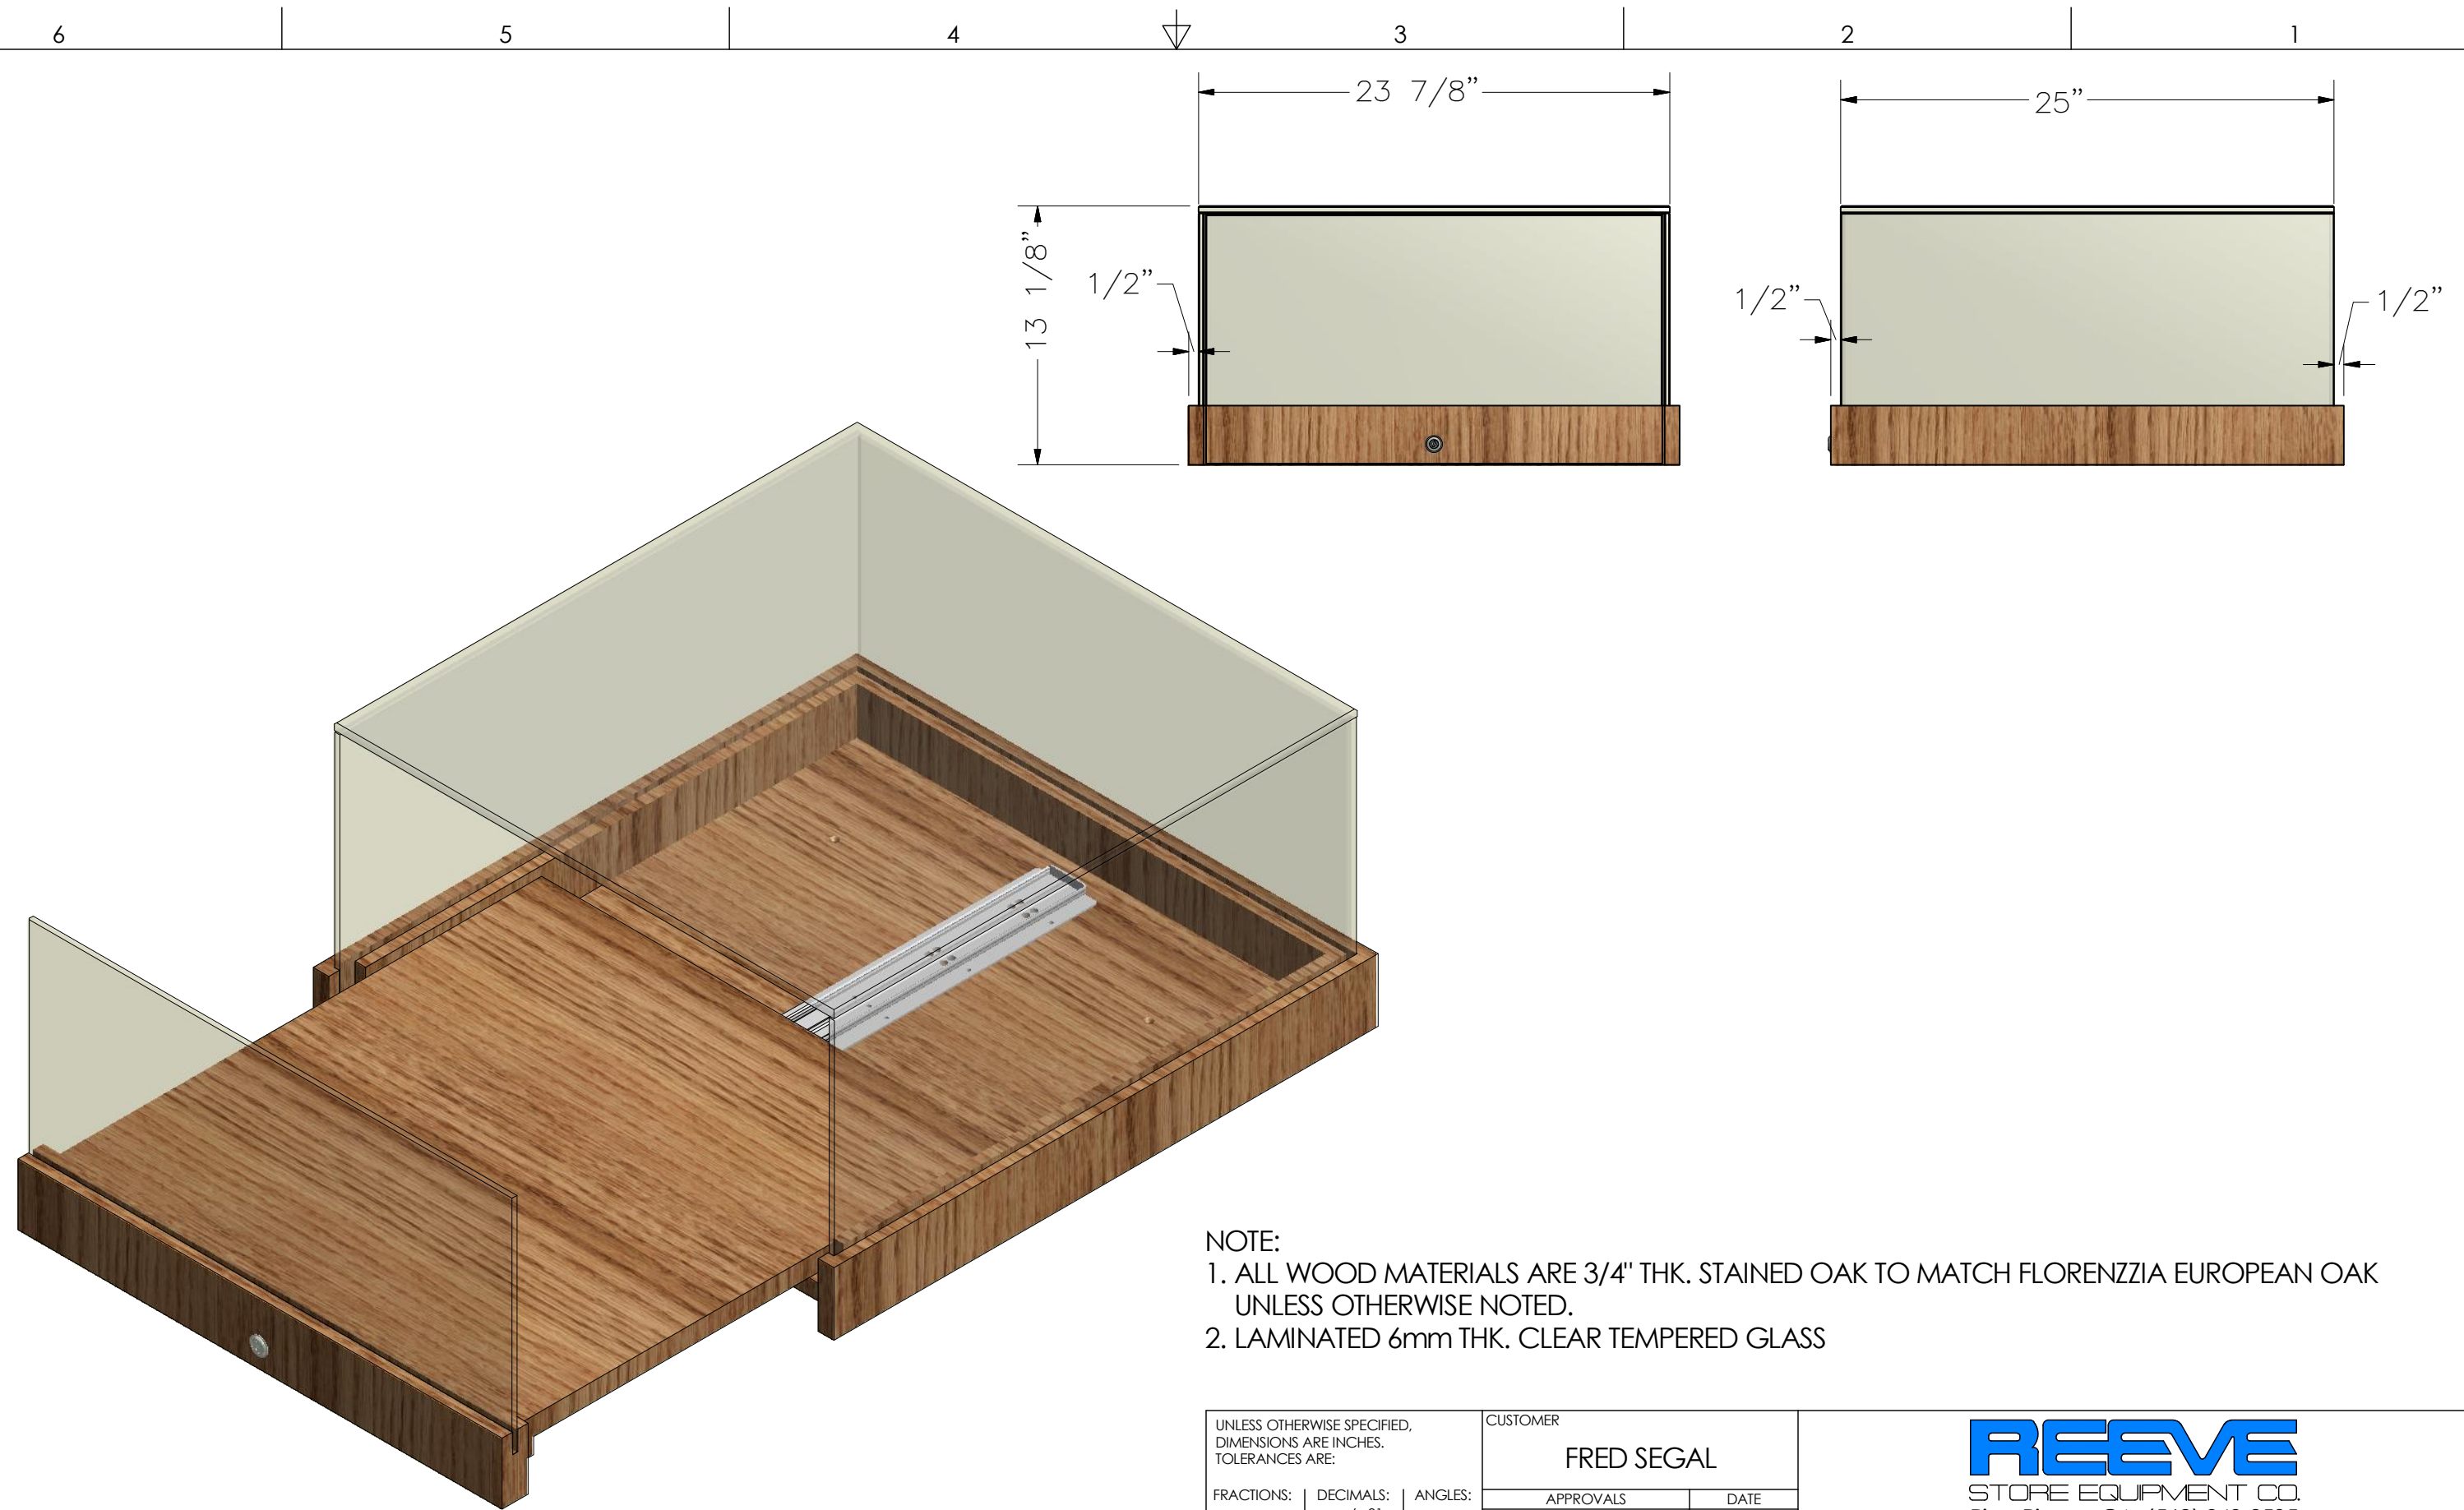 6 5 4 3 2 1
23 7/8”
25”
13 1/8”
1/2”
1/2”
1/2”
NOTE:
1. ALL WOOD MATERIALS ARE 3/4" THK. STAINED OAK TO MATCH FLORENZZIA EUROPEAN OAK
UNLESS OTHERWISE NOTED.
2. LAMINATED 6mm THK. CLEAR TEMPERED GLASS
UNLESS OTHERWISE SPECIFIED,
DIMENSIONS ARE INCHES.
TOLERANCES ARE:
FRACTIONS: DECIMALS: ANGLES:
CUSTOMER
FRED SEGAL
APPROVALS DATE
REEVE
STORE EQUIPMENT CO.